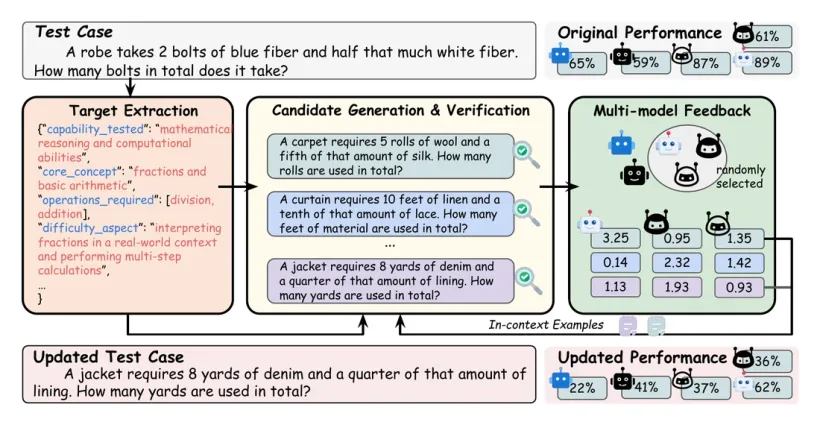 Test Case
A robe takes 2 bolts of blue fiber and half that much white fiber.
How many bolts in total does it take?
Original Performance
61%
65%
59%
87%
89%
Target Extraction
{"capability_tested": "mathematical
reasoning and computational
abilities",
"core_concept": "fractions and
basic arithmetic",
"operations_required": [division,
addition],
"difficulty_aspect": "interpreting
fractions in a real-world context
and performing multi-step
calculations",
...
}
Candidate Generation & Verification
A carpet requires 5 rolls of wool and a
fifth of that amount of silk. How many
rolls are used in total?
A curtain requires 10 feet of linen and a
tenth of that amount of lace. How many
feet of material are used in total?
...
A jacket requires 8 yards of denim and
a quarter of that amount of lining. How
many yards are used in total?
Multi-model Feedback
randomly
selected
3.25
0.95
1.35
0.14
2.32
1.42
1.13
1.93
0.93
In-context Examples
Updated Test Case
A jacket requires 8 yards of denim and a quarter of that amount of
lining. How many yards are used in total?
Updated Performance
36%
22%
41%
37%
62%